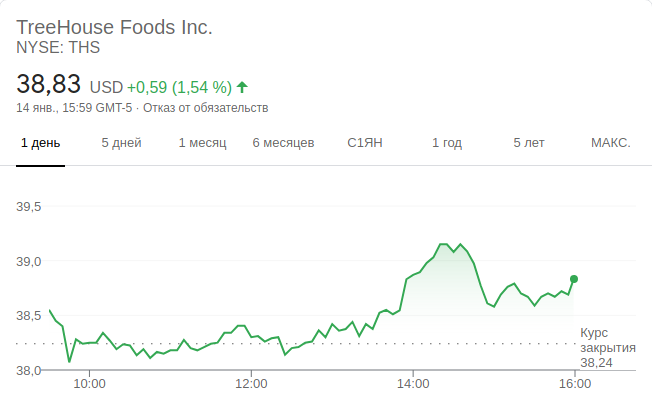 TreeHouse Foods Inc.
NYSE: THS
38,83 USD +0,59 (1,54 %)
14 янв., 15:59 GMT-5 · Отказ от обязательств
1 день 5 дней 1 месяц 6 месяцев С1ЯН 1 год 5 лет МАКС.
39,5
39,0
38,5
Курс
закрытия
38,24
38,0
10:00 12:00 14:00 16:00